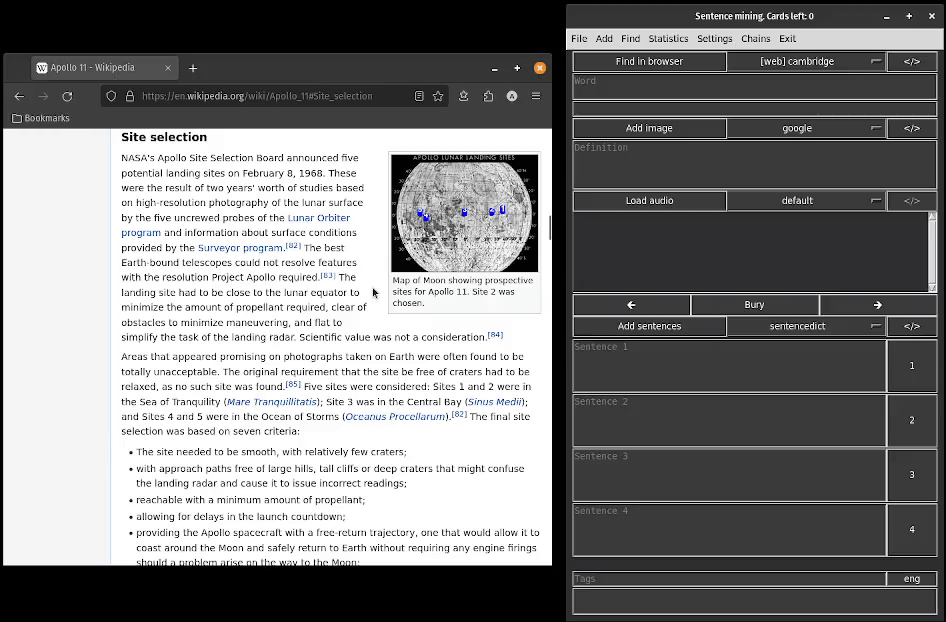 Apollo 11 - Wikipedia
https://en.wikipedia.org/wiki/Apollo_11#Site_selection
Bookmarks
Site selection
NASA's Apollo Site Selection Board announced five
potential landing sites on February 8, 1968. These
were the result of two years' worth of studies based
on high-resolution photography of the lunar surface
by the five uncrewed probes of the Lunar Orbiter
program and information about surface conditions
provided by the Surveyor program.[82] The best
Earth-bound telescopes could not resolve features
with the resolution Project Apollo required.[83] The
landing site had to be close to the lunar equator to
minimize the amount of propellant required, clear of
obstacles to minimize maneuvering, and flat to
simplify the task of the landing radar. Scientific value was not a consideration.[84]
APOLLO LUNAR LANDING SITES
Map of Moon showing prospective
sites for Apollo 11. Site 2 was
chosen.
Areas that appeared promising on photographs taken on Earth were often found to be
totally unacceptable. The original requirement that the site be free of craters had to be
relaxed, as no such site was found.[85] Five sites were considered: Sites 1 and 2 were in
the Sea of Tranquility (Mare Tranquillitatis); Site 3 was in the Central Bay (Sinus Medii);
and Sites 4 and 5 were in the Ocean of Storms (Oceanus Procellarum).[82] The final site
selection was based on seven criteria:
• The site needed to be smooth, with relatively few craters;
• with approach paths free of large hills, tall cliffs or deep craters that might confuse
the landing radar and cause it to issue incorrect readings;
• reachable with a minimum amount of propellant;
• allowing for delays in the launch countdown;
• providing the Apollo spacecraft with a free-return trajectory, one that would allow it to
coast around the Moon and safely return to Earth without requiring any engine firings
should a problem arise on the way to the Moon;
Sentence mining. Cards left: 0
File Add Find Statistics Settings Chains Exit
Find in browser [web] cambridge </>
Word
Add image google </>
Definition
Load audio default </>
Bury
Add sentences sentencedict </>
Sentence 1 1
Sentence 2 2
Sentence 3 3
Sentence 4 4
Tags eng